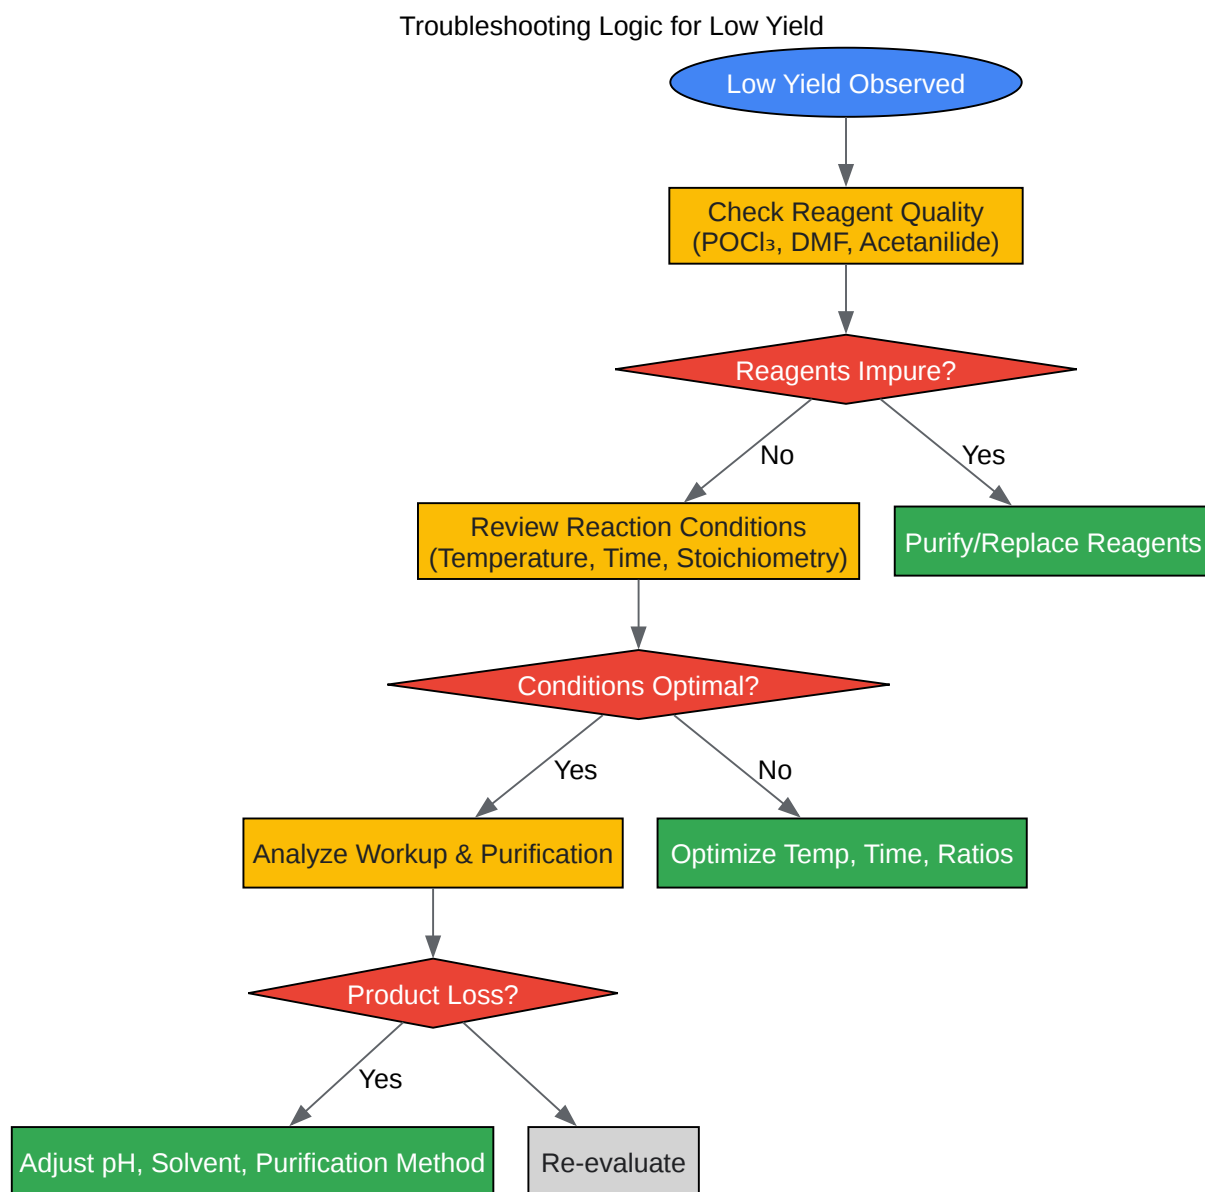 Troubleshooting Logic for Low Yield
Low Yield Observed
Check Reagent Quality
(POCl₃, DMF, Acetanilide)
Reagents Impure?
No
Yes
Review Reaction Conditions
(Temperature, Time, Stoichiometry)
Purify/Replace Reagents
Conditions Optimal?
Yes
No
Analyze Workup & Purification
Optimize Temp, Time, Ratios
Product Loss?
Yes
Adjust pH, Solvent, Purification Method
Re-evaluate